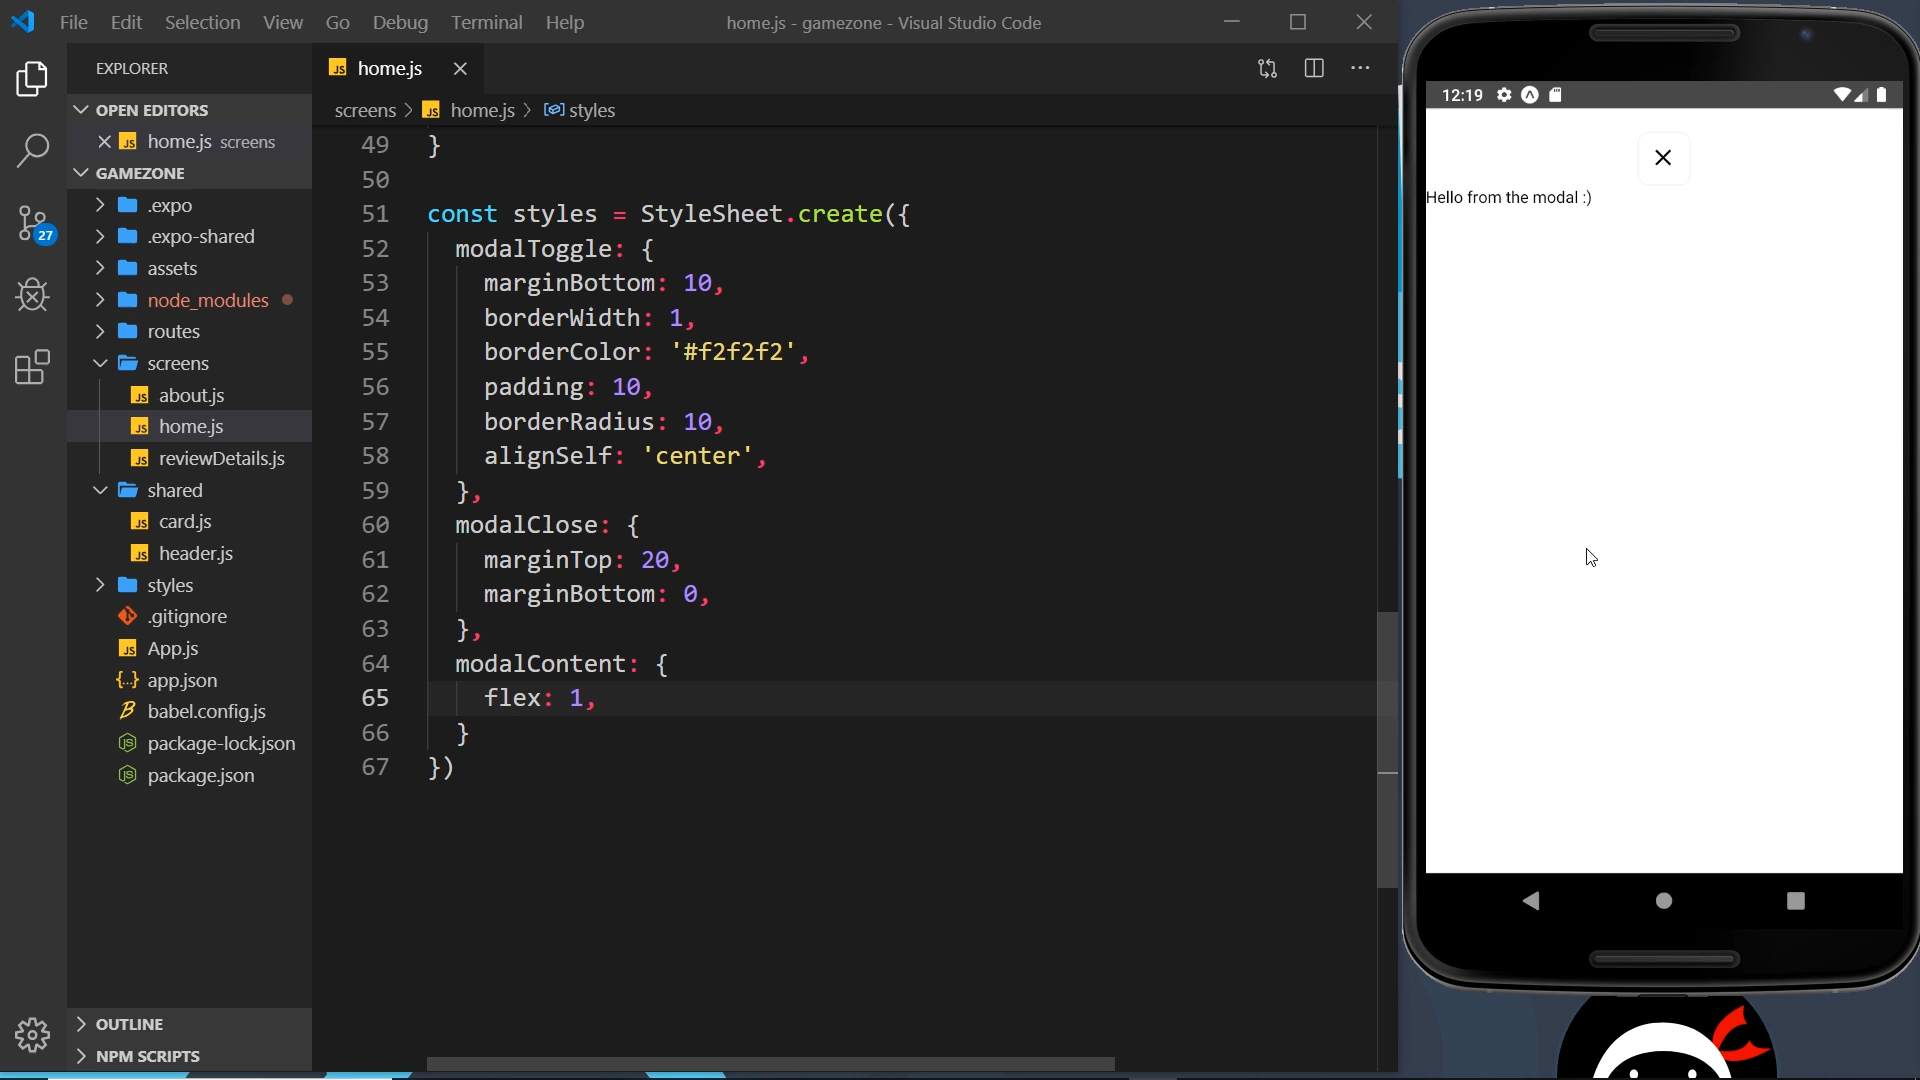 File Edit Selection View Go Debug Terminal Help
home.js - gamezone - Visual Studio Code
EXPLORER
OPEN EDITORS
home.js screens
GAMEZONE
.expo
.expo-shared
assets
node_modules
routes
screens
about.js
home.js
reviewDetails.js
shared
card.js
header.js
styles
.gitignore
App.js
app.json
babel.config.js
package-lock.json
package.json
OUTLINE
NPM SCRIPTS
27
home.js
screens > home.js > styles
49 }
50
51 const styles = StyleSheet.create({
52 modalToggle: {
53 marginBottom: 10,
54 borderWidth: 1,
55 borderColor: '#f2f2f2',
56 padding: 10,
57 borderRadius: 10,
58 alignSelf: 'center',
59 },
60 modalClose: {
61 marginTop: 20,
62 marginBottom: 0,
63 },
64 modalContent: {
65 flex: 1,
66 }
67 })
12:19
Hello from the modal :)